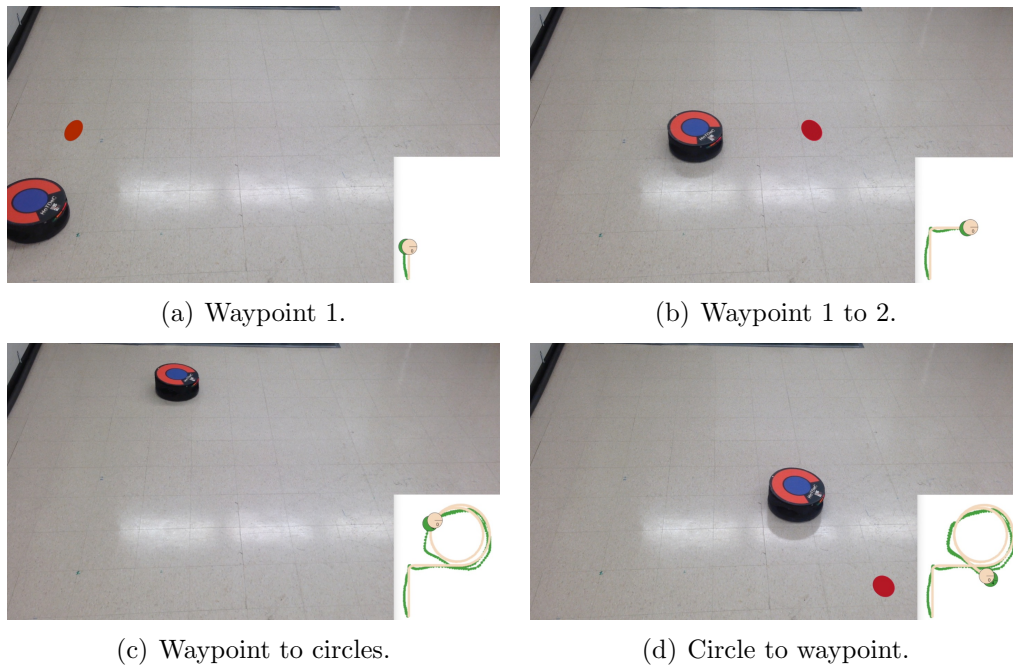 (a) Waypoint 1.
(b) Waypoint 1 to 2.
(c) Waypoint to circles.
(d) Circle to waypoint.